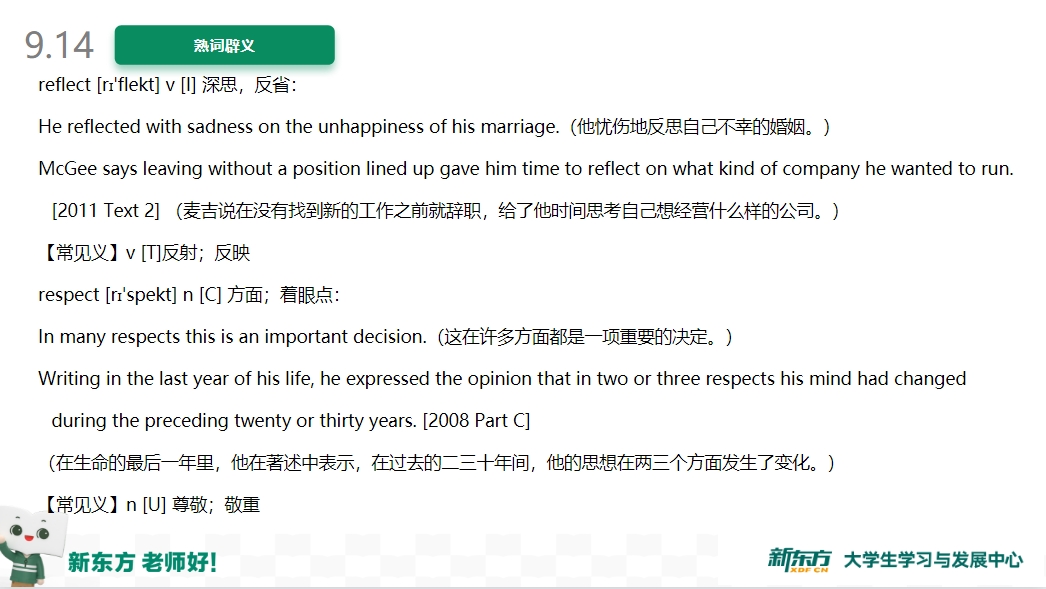 9.14
熟词辟义
reflect [rɪ'flekt] v [I] 深思，反省：
He reflected with sadness on the unhappiness of his marriage.（他忧伤地反思自己不幸的婚姻。）
McGee says leaving without a position lined up gave him time to reflect on what kind of company he wanted to run.
[2011 Text 2] （麦吉说在没有找到新的工作之前就辞职，给了他时间思考自己想经营什么样的公司。）
【常见义】v [T]反射；反映
respect [rɪ'spekt] n [C] 方面；着眼点：
In many respects this is an important decision.（这在许多方面都是一项重要的决定。）
Writing in the last year of his life, he expressed the opinion that in two or three respects his mind had changed
during the preceding twenty or thirty years. [2008 Part C]
（在生命的最后一年里，他在著述中表示，在过去的二三十年间，他的思想在两三个方面发生了变化。）
【常见义】n [U] 尊敬；敬重
新东方 老师好!
新东方 大学生学习与发展中心
XDF.CN